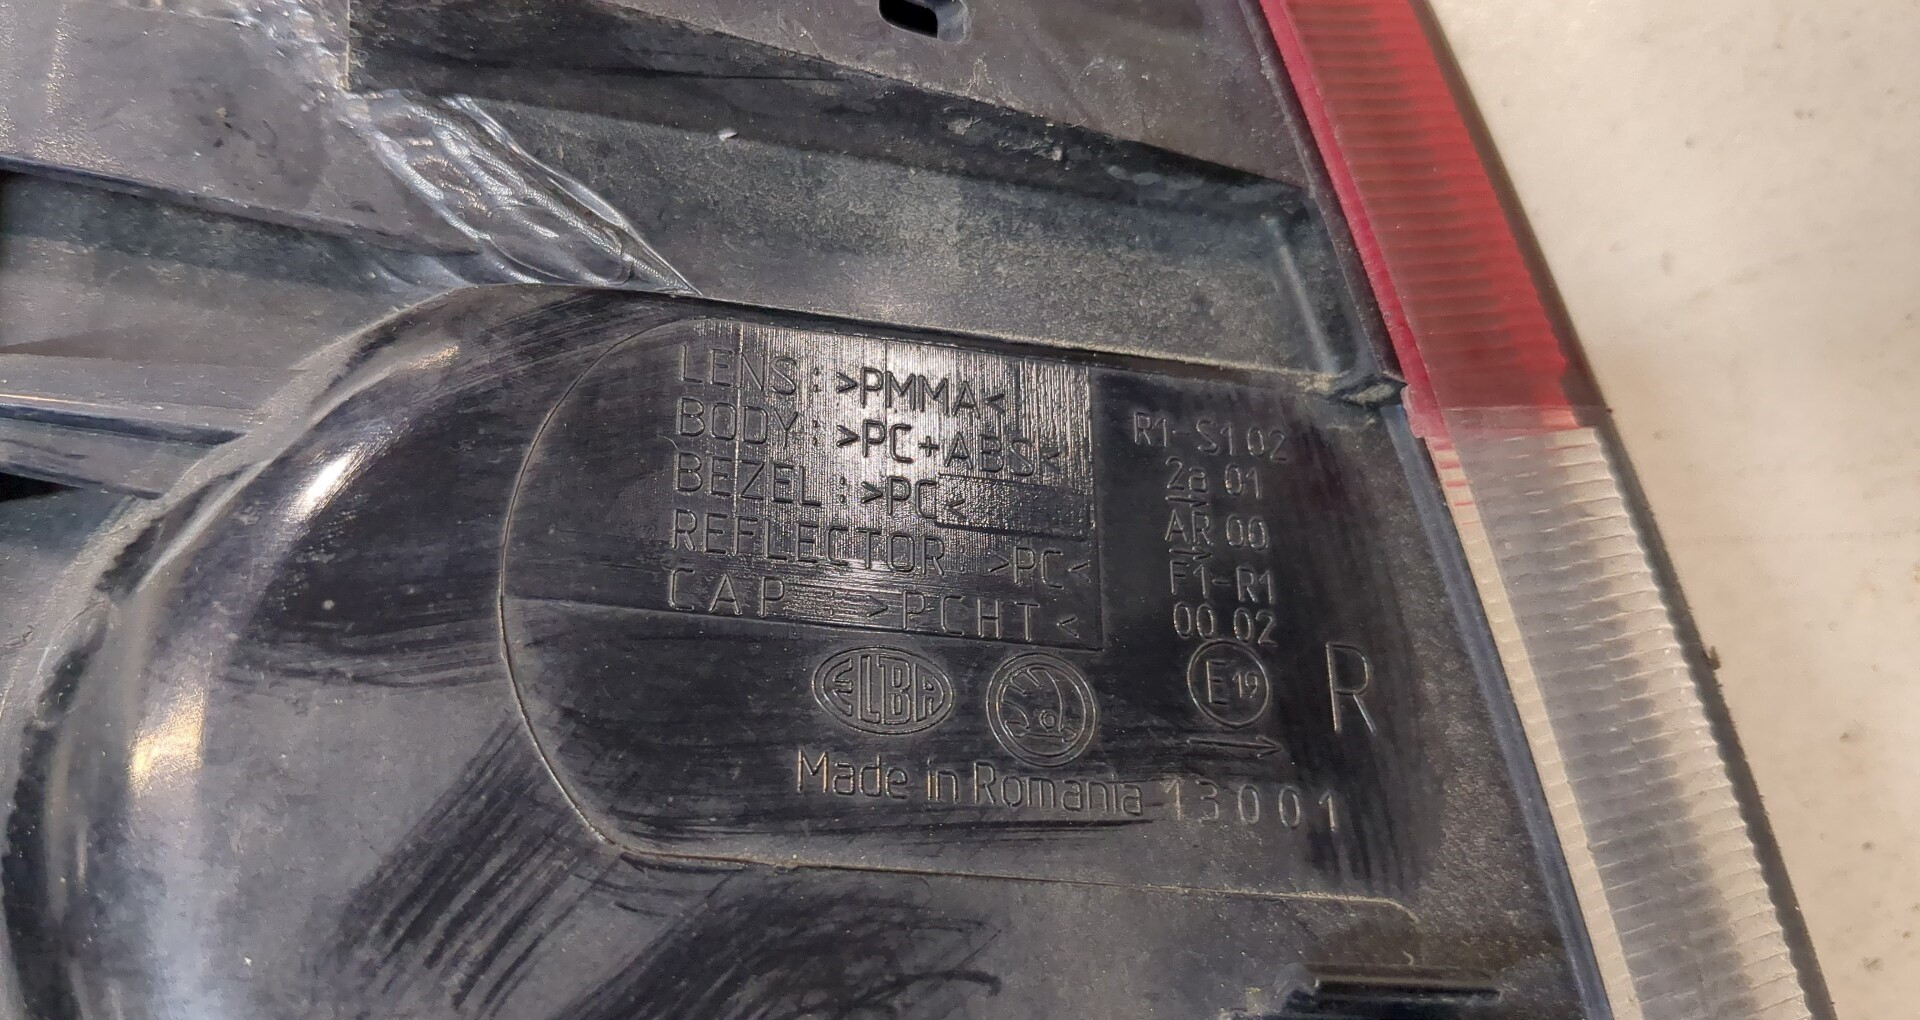 LENS : >PMMA<
BODY : >PC+ABS<
BEZEL : >PC<
REFLECTOR >PC<
CAP : >PCHT<
R1-S1 02
2a 01
AR 00
F1-R1
00 02
E19
R
ELBA
Made in Romania 13001